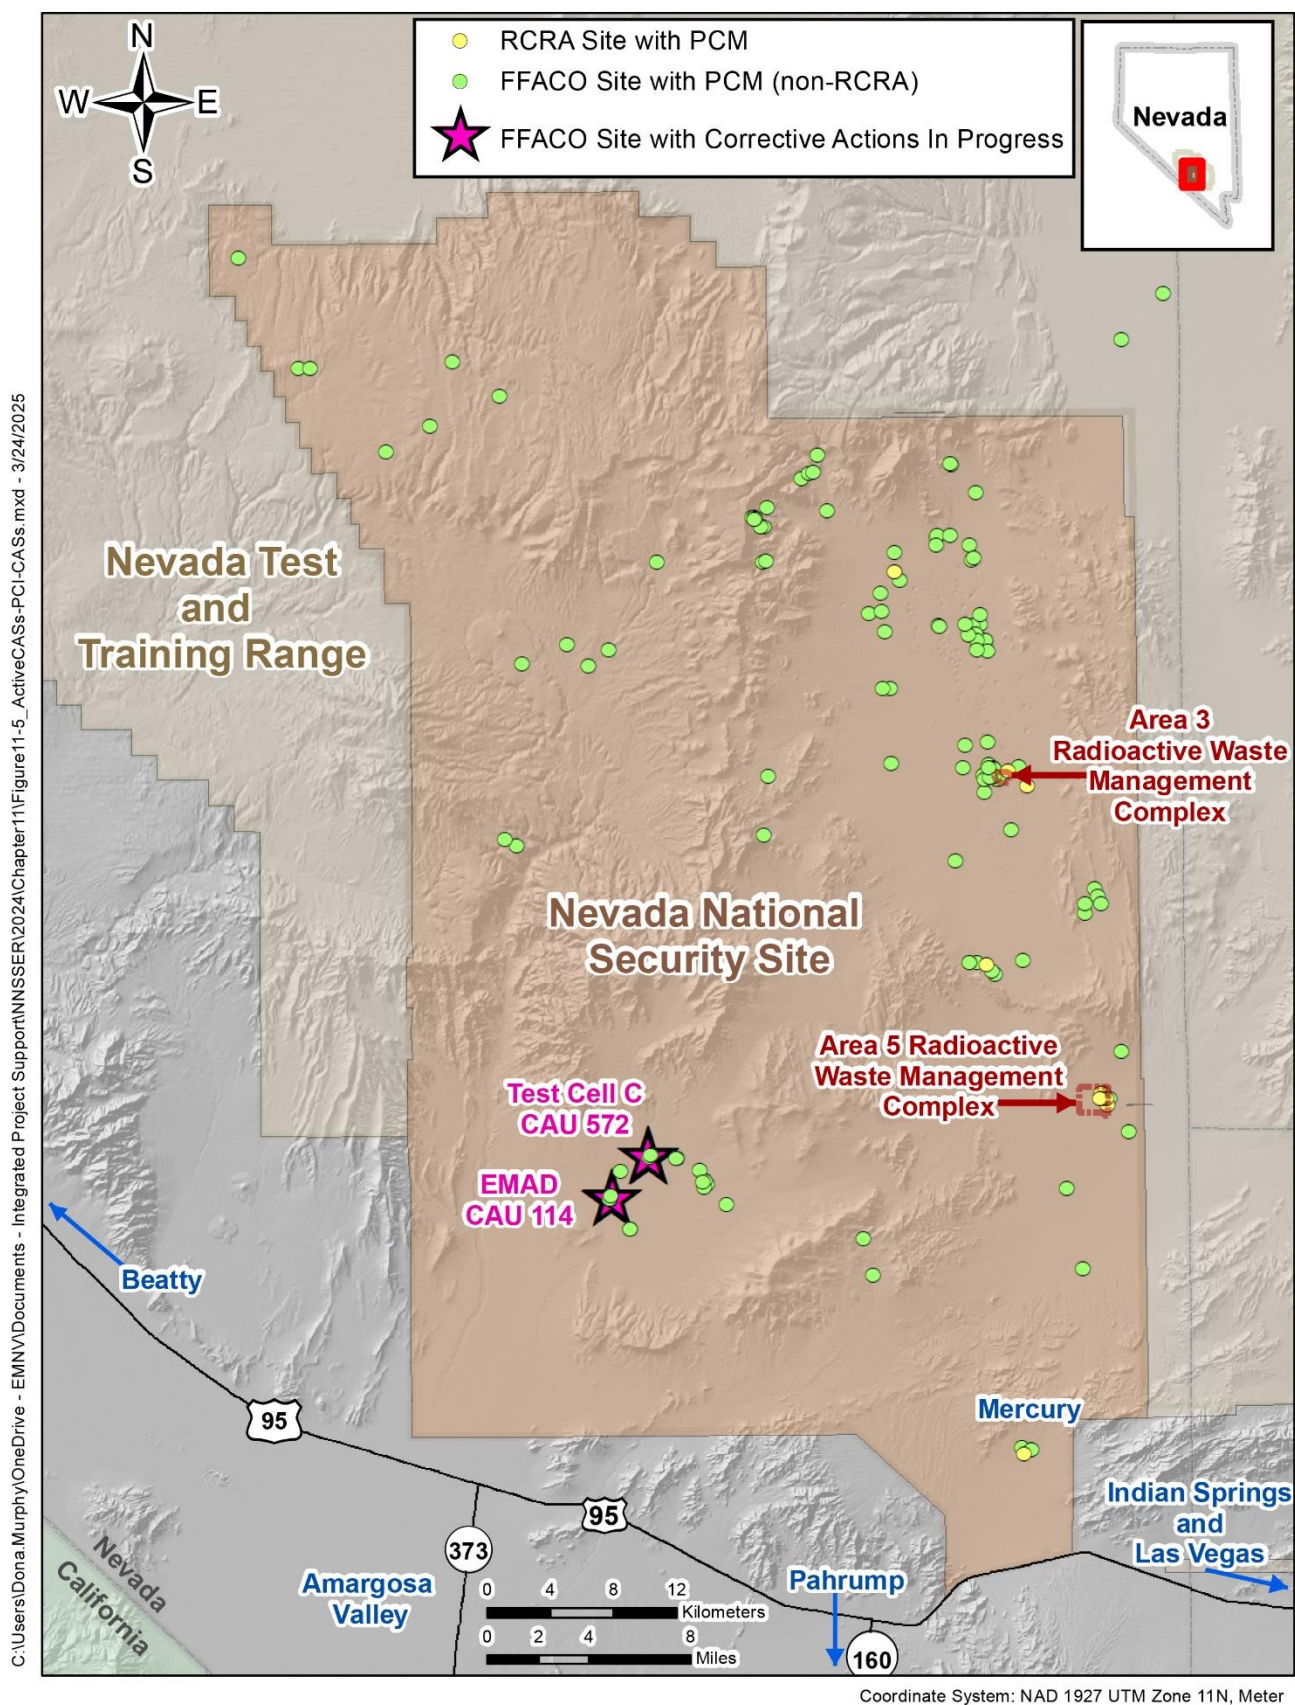 N
W E
S
RCRA Site with PCM
FFACO Site with PCM (non-RCRA)
FFACO Site with Corrective Actions In Progress
Nevada
Nevada Test
and
Training Range
Area 3
Radioactive Waste
Management
Complex
Nevada National
Security Site
Area 5 Radioactive
Waste Management
Complex
Test Cell C
CAU 572
EMAD
CAU 114
Beatty
95
Mercury
95
Indian Springs
and
Las Vegas
373
Nevada
California
Amargosa
Valley
Pahrump
160
0 4 8 12
Kilometers
0 2 4 8
Miles
C:\Users\Dona.Murphy\OneDrive - EMNV\Documents - Integrated Project Support\NNSSER\2024\Chapter11\Figure11-5_ActiveCASs-PCI-CASs.mxd - 3/24/2025
Coordinate System: NAD 1927 UTM Zone 11N, Meter